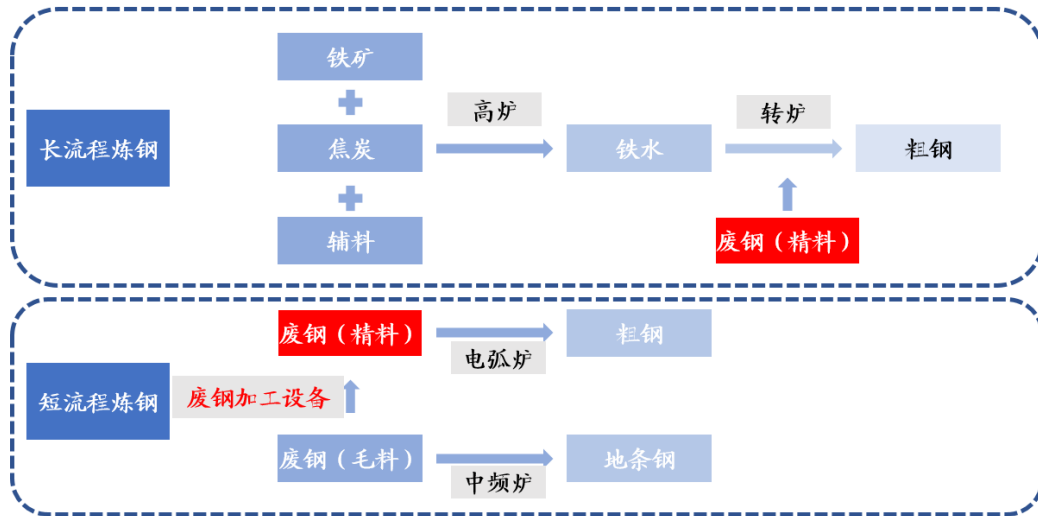 铁矿
高炉
转炉
长流程炼钢
焦炭
铁水
粗钢
辅料
废钢（精料）
废钢（精料）
粗钢
电弧炉
短流程炼钢
废钢加工设备
废钢（毛料）
地条钢
中频炉